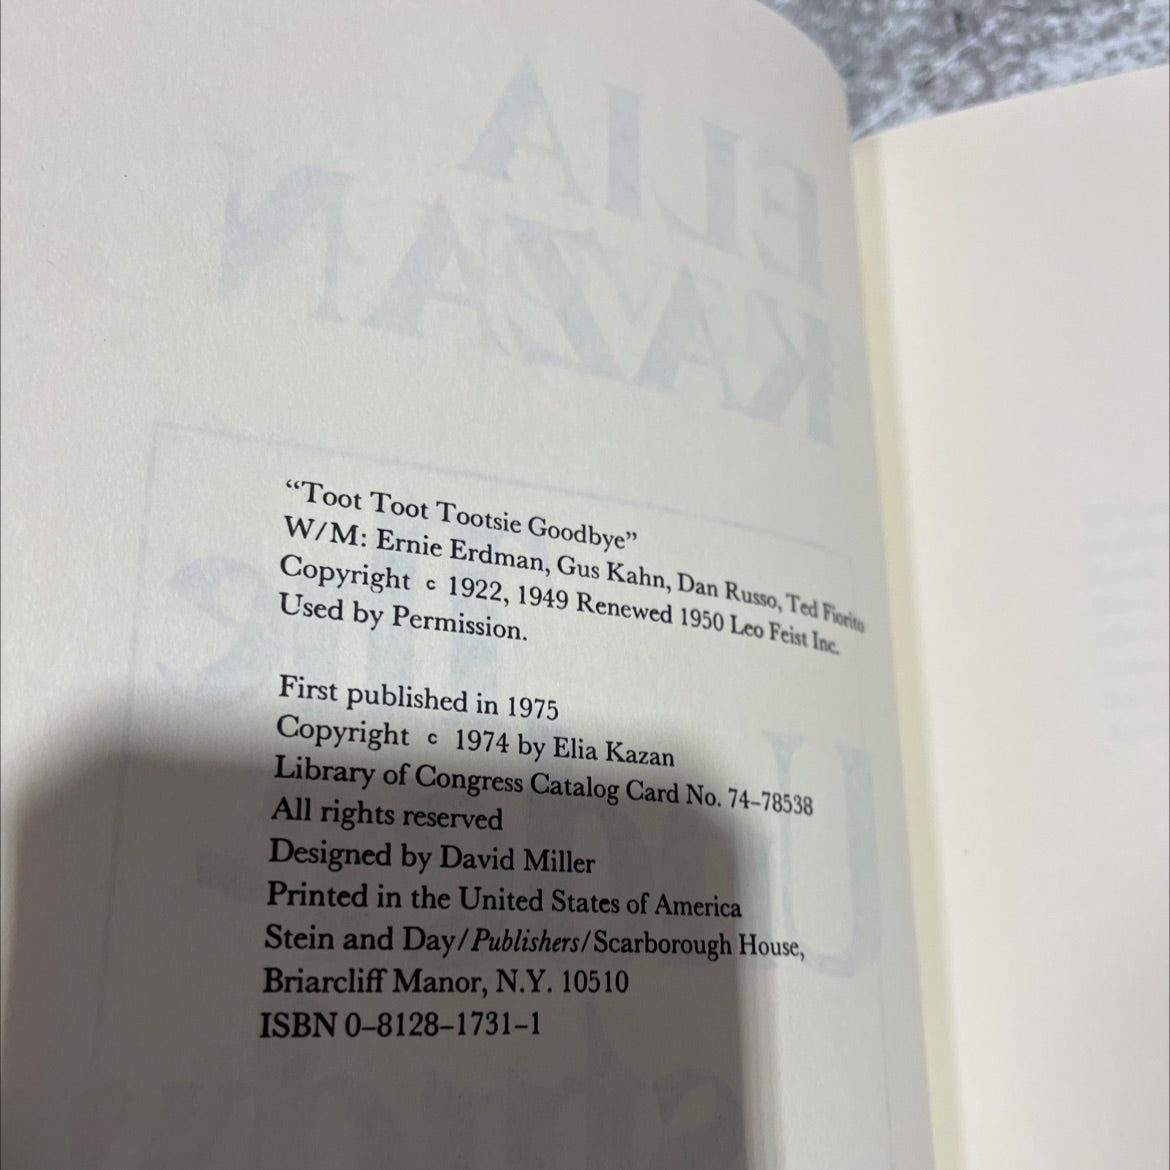 ELIA
KAZAN
“Toot Toot Tootsie Goodbye”
W/M: Ernie Erdman, Gus Kahn, Dan Russo, Ted Fiorito
Copyright c 1922, 1949 Renewed 1950 Leo Feist Inc.
Used by Permission.
First published in 1975
Copyright c 1974 by Elia Kazan
Library of Congress Catalog Card No. 74–78538
All rights reserved
Designed by David Miller
Printed in the United States of America
Stein and Day/Publishers/Scarborough House,
Briarcliff Manor, N.Y. 10510
ISBN 0–8128–1731–1